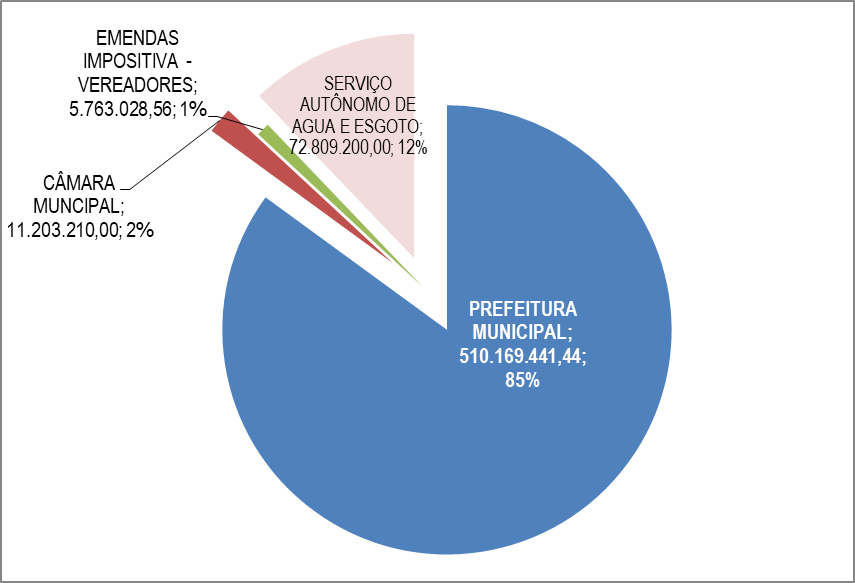 EMENDAS
IMPOSITIVA -
VEREADORES;
5.763.028,56; 1%
SERVIÇO
AUTÔNOMO DE
AGUA E ESGOTO;
72.809.200,00; 12%
CÂMARA
MUNCIPAL;
11.203.210,00; 2%
PREFEITURA
MUNICIPAL;
510.169.441,44;
85%